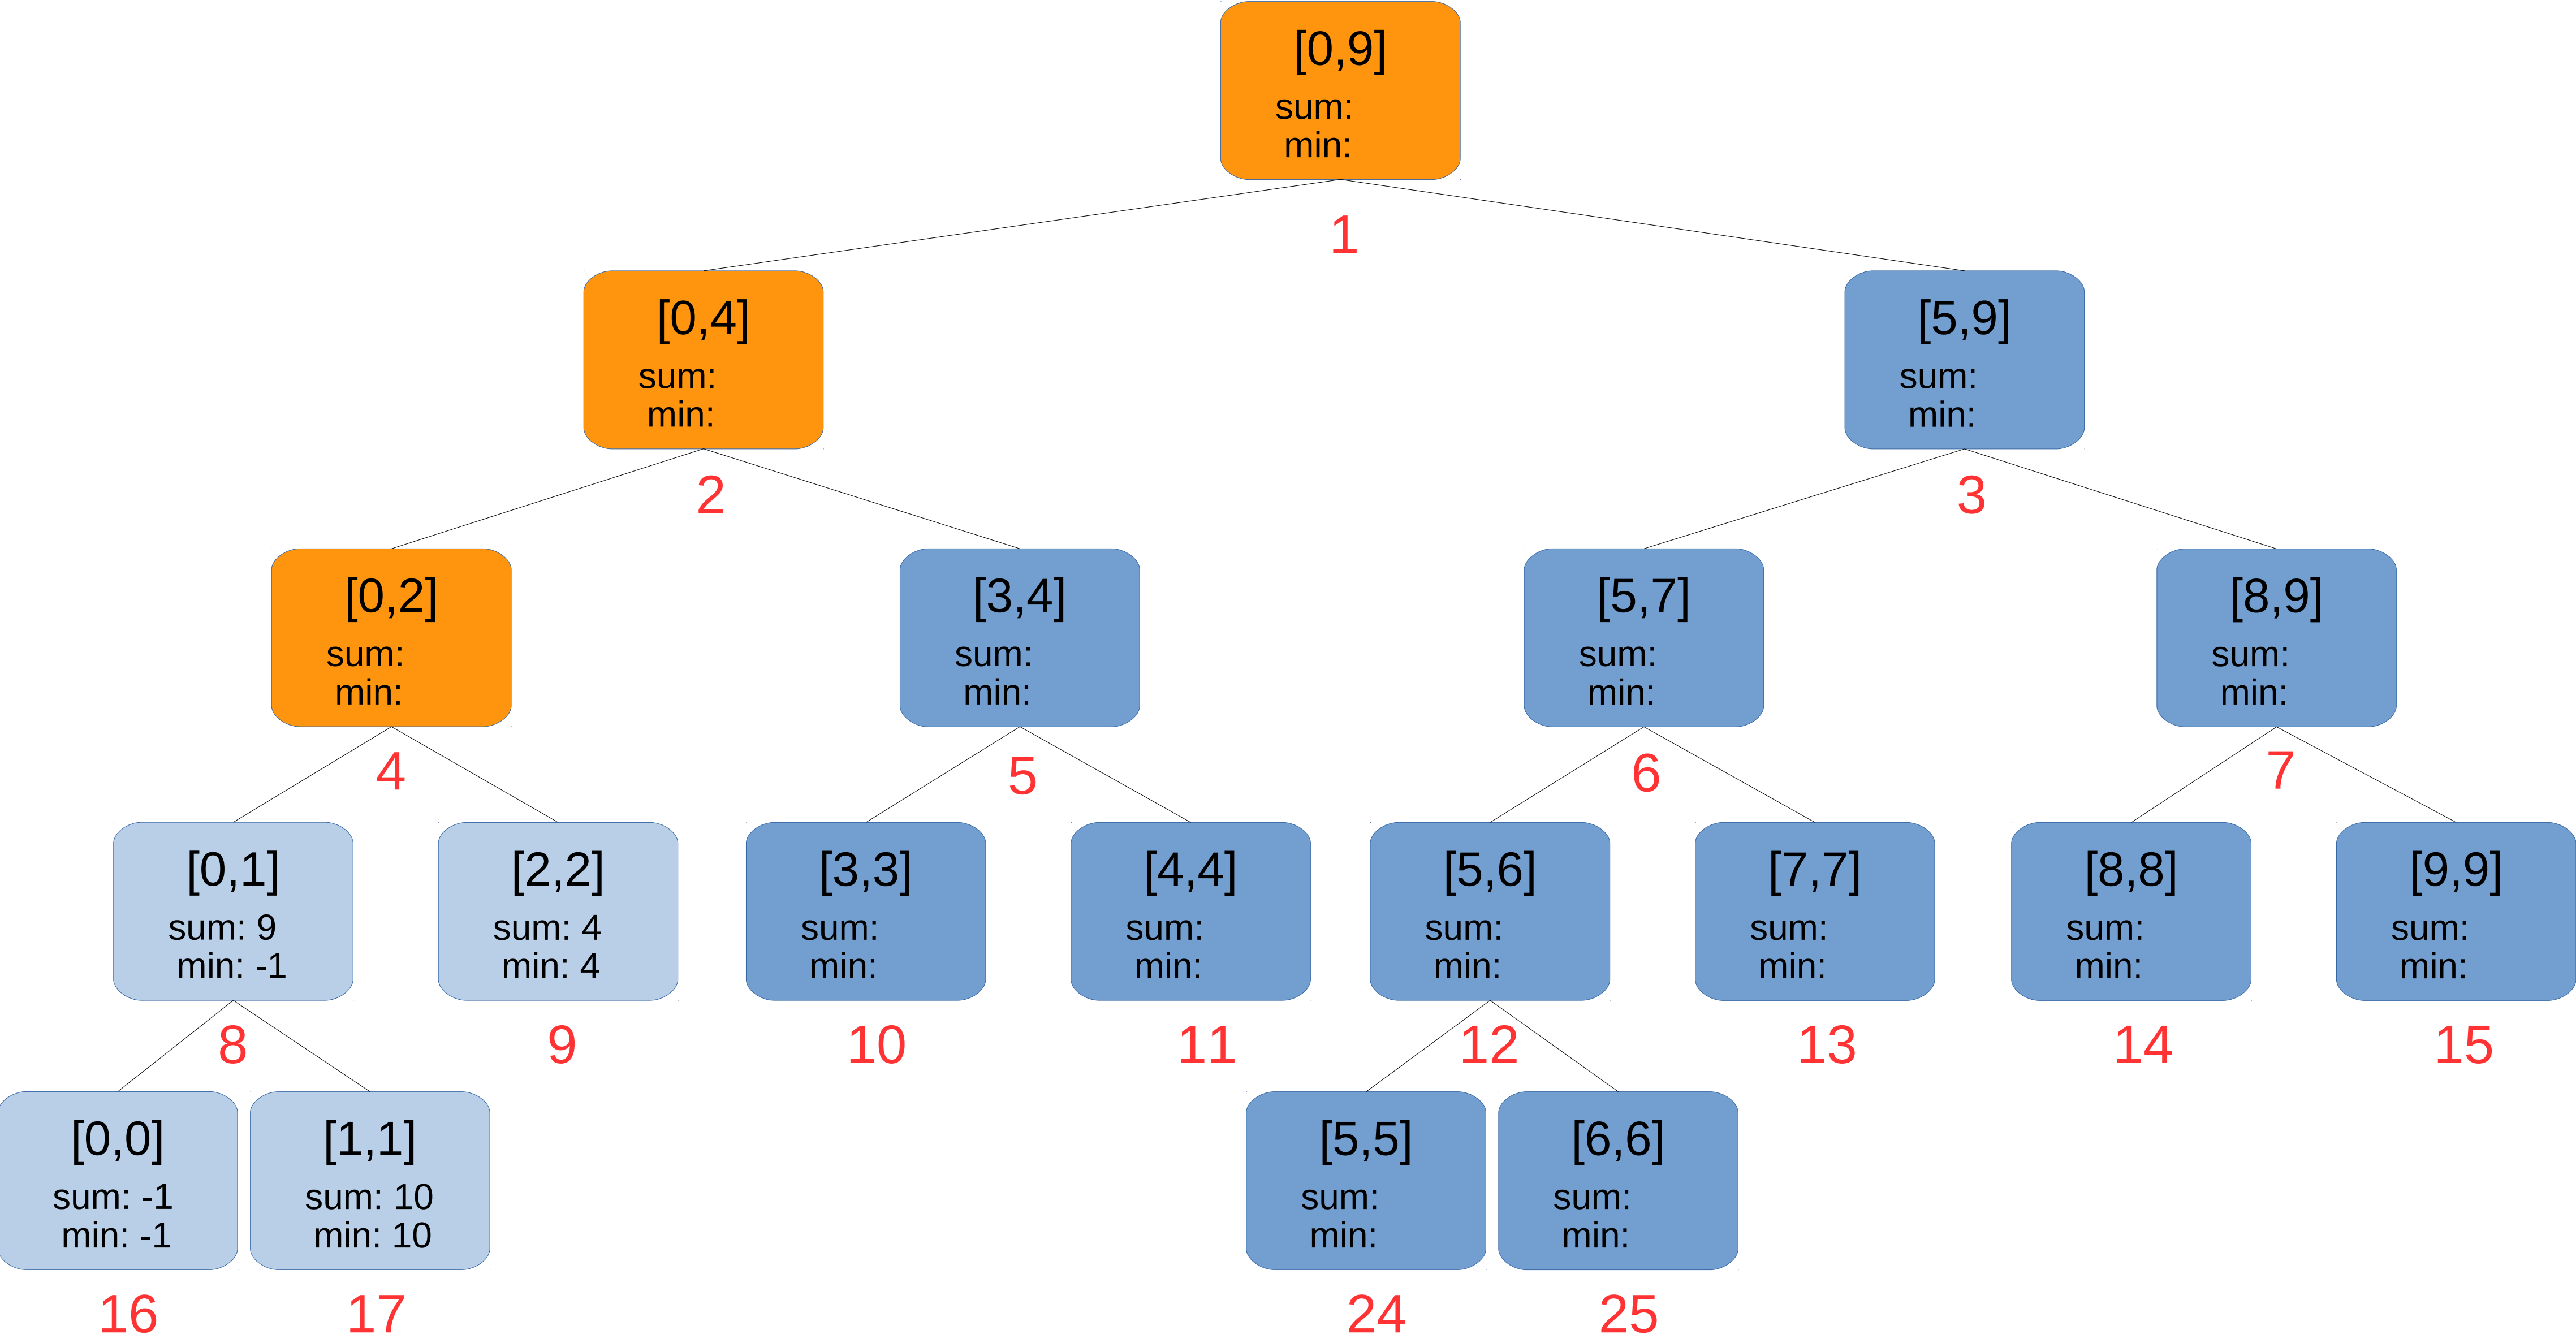 [0,9]
sum:
min:
1
[0,4]
sum:
min:
[5,9]
sum:
min:
2
3
[0,2]
sum:
min:
[3,4]
sum:
min:
[5,7]
sum:
min:
[8,9]
sum:
min:
4
5
6
7
[0,1]
sum: 9
min: -1
[2,2]
sum: 4
min: 4
[3,3]
sum:
min:
[4,4]
sum:
min:
[5,6]
sum:
min:
[7,7]
sum:
min:
[8,8]
sum:
min:
[9,9]
sum:
min:
8
9
10
11
12
13
14
15
[0,0]
sum: -1
min: -1
[1,1]
sum: 10
min: 10
[5,5]
sum:
min:
[6,6]
sum:
min:
16
17
24
25